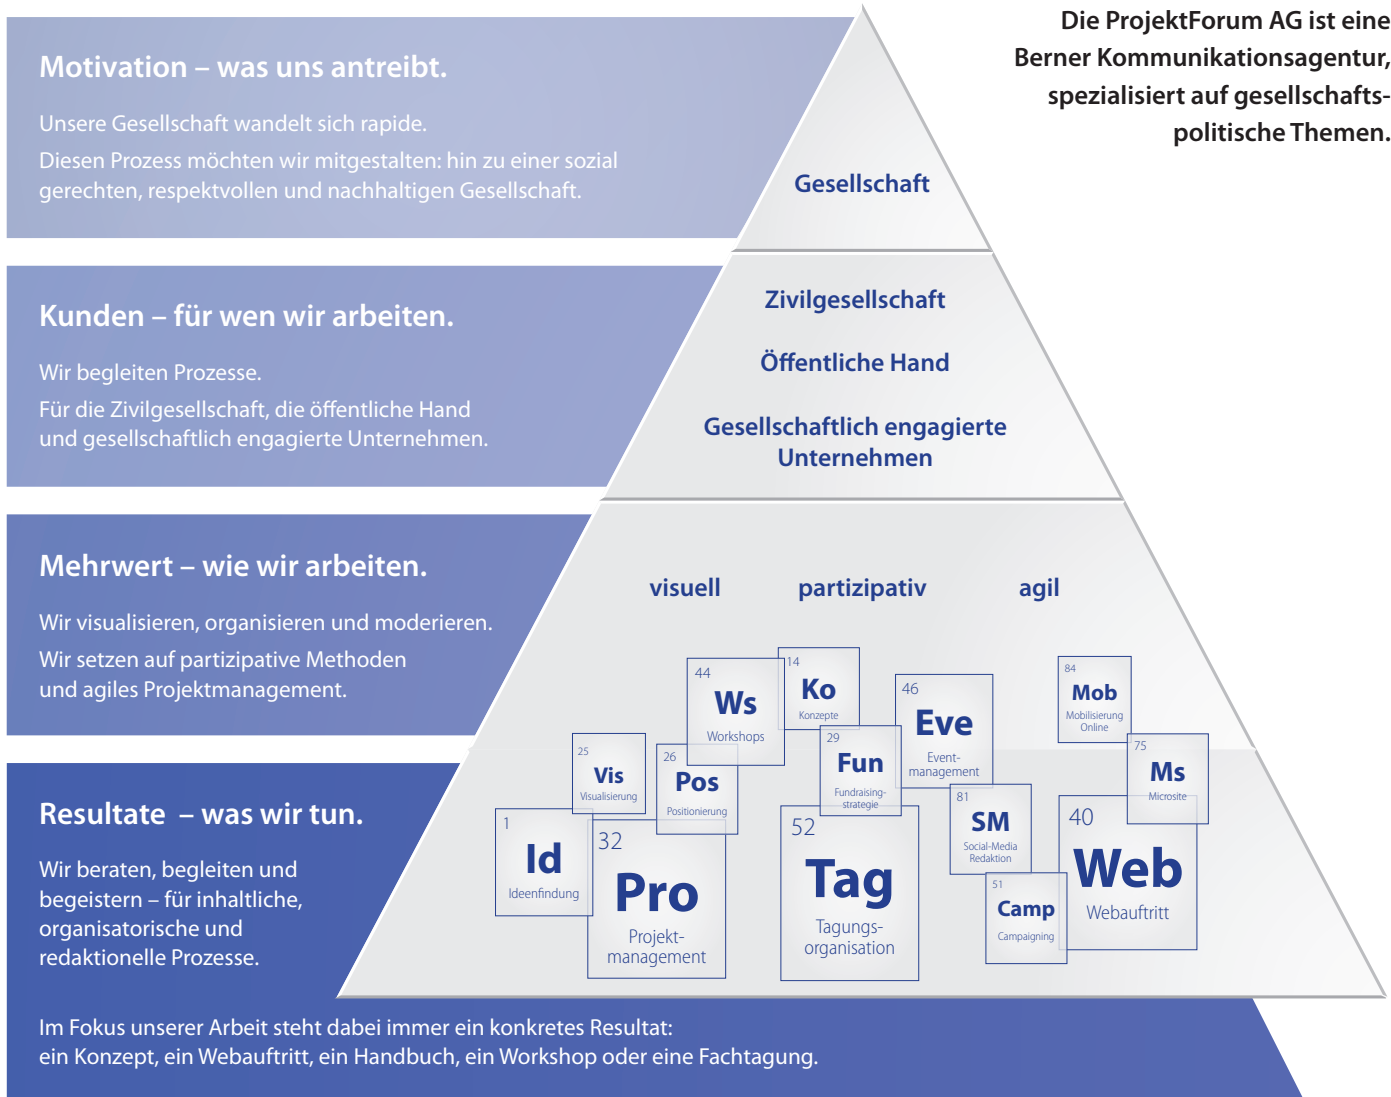 Die ProjektForum AG ist eine
Berner Kommunikationsagentur,
spezialisiert auf gesellschafts-
politische Themen.
Motivation – was uns antreibt.
Unsere Gesellschaft wandelt sich rapide.
Diesen Prozess möchten wir mitgestalten: hin zu einer sozial
gerechten, respektvollen und nachhaltigen Gesellschaft.
Gesellschaft
Kunden – für wen wir arbeiten.
Wir begleiten Prozesse.
Für die Zivilgesellschaft, die öffentliche Hand
und gesellschaftlich engagierte Unternehmen.
Zivilgesellschaft
Öffentliche Hand
Gesellschaftlich engagierte
Unternehmen
Mehrwert – wie wir arbeiten.
Wir visualisieren, organisieren und moderieren.
Wir setzen auf partizipative Methoden
und agiles Projektmanagement.
visuell
partizipativ
agil
Resultate – was wir tun.
Wir beraten, begleiten und
begeistern – für inhaltliche,
organisatorische und
redaktionelle Prozesse.
1
Id
Ideenfindung
25
Vis
Visualisierung
32
Pro
Projekt-
management
26
Pos
Positionierung
44
Ws
Workshops
14
Ko
Konzepte
29
Fun
Fundraising-
strategie
52
Tag
Tagungs-
organisation
46
Eve
Event-
management
81
SM
Social-Media
Redaktion
51
Camp
Campaigning
84
Mob
Mobilisierung
Online
75
Ms
Microsite
40
Web
Webauftritt
Im Fokus unserer Arbeit steht dabei immer ein konkretes Resultat:
ein Konzept, ein Webauftritt, ein Handbuch, ein Workshop oder eine Fachtagung.